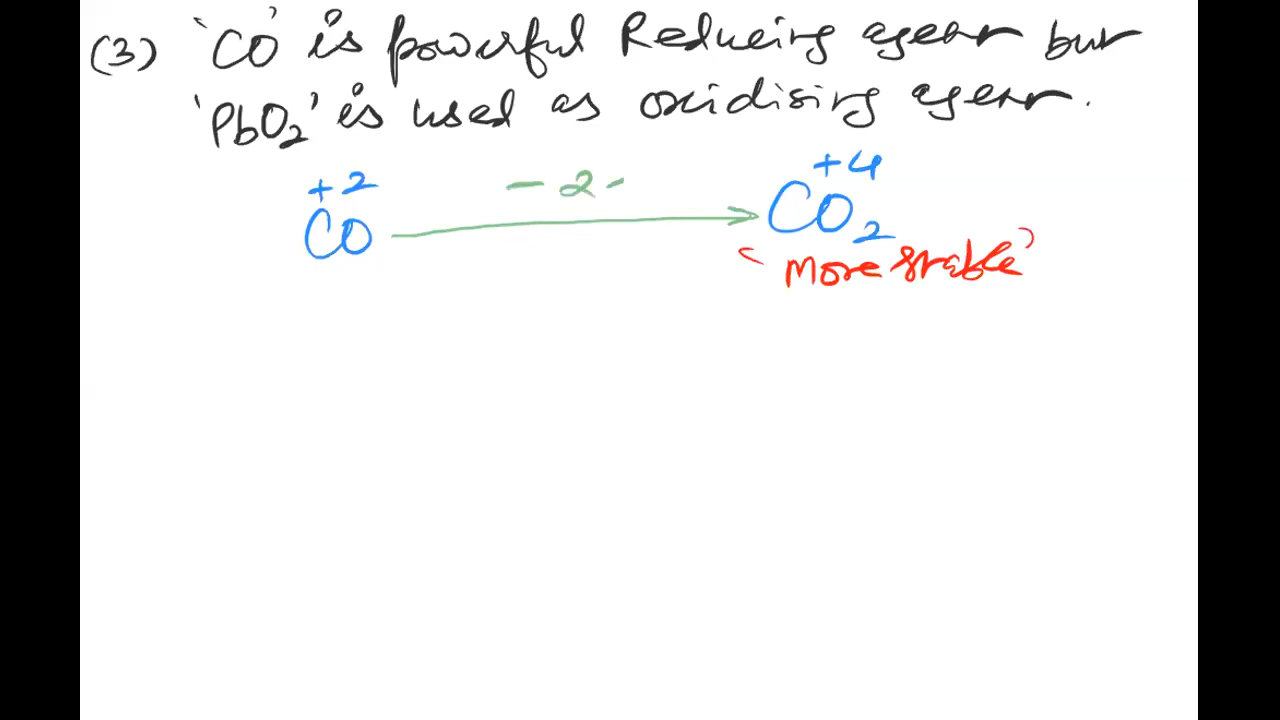 (3) 'CO' is powerful Reducing agent but
'PbO2' is used as oxidising agent.
+2 - 2 - +4
CO → CO2
"More stable"